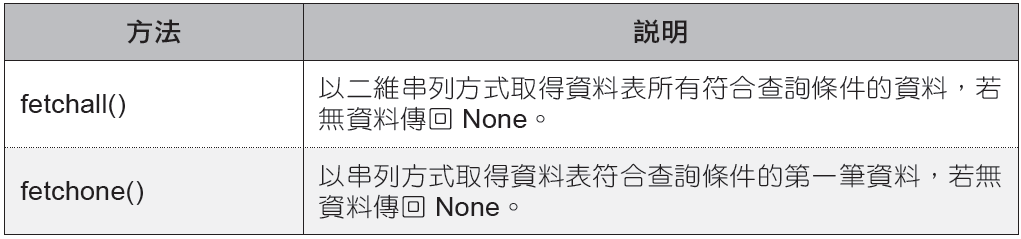 方法 說明
fetchall() 以二維串列方式取得資料表所有符合查詢條件的資料，若
無資料傳回 None。
fetchone() 以串列方式取得資料表符合查詢條件的第一筆資料，若無
資料傳回 None。